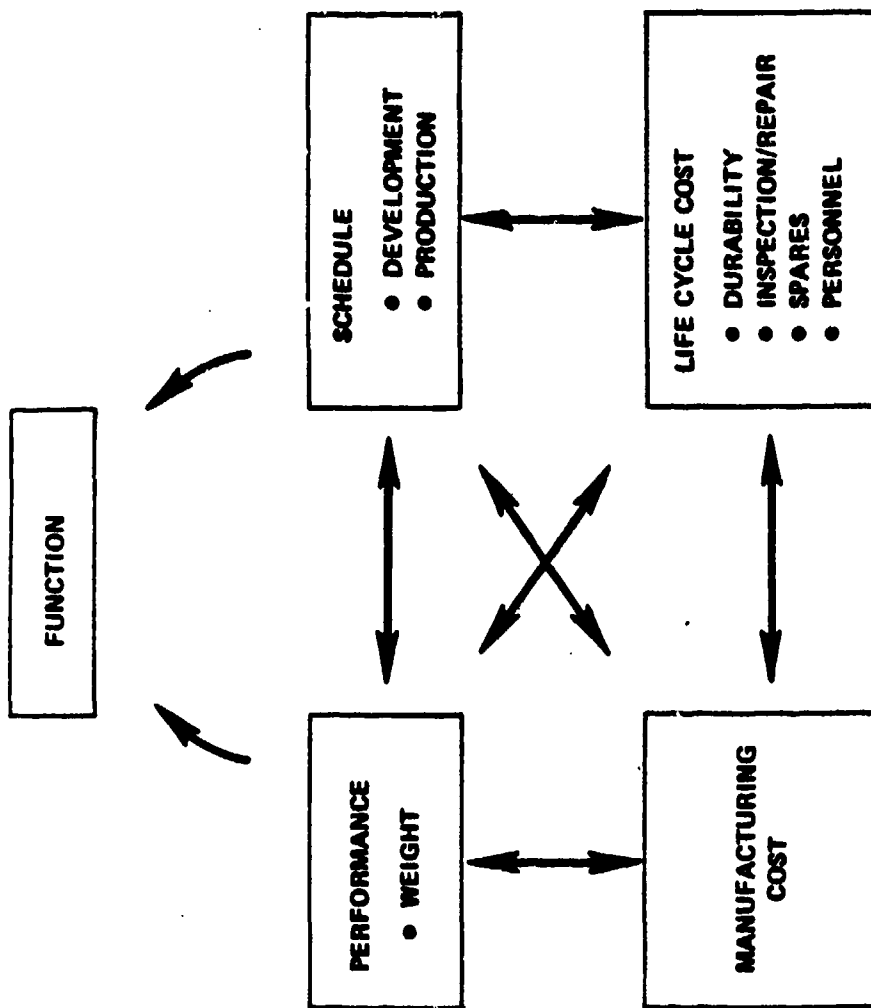 FUNCTION
PERFORMANCE
● WEIGHT
SCHEDULE
● DEVELOPMENT
● PRODUCTION
MANUFACTURING
COST
LIFE CYCLE COST
● DURABILITY
● INSPECTION/REPAIR
● SPARES
● PERSONNEL